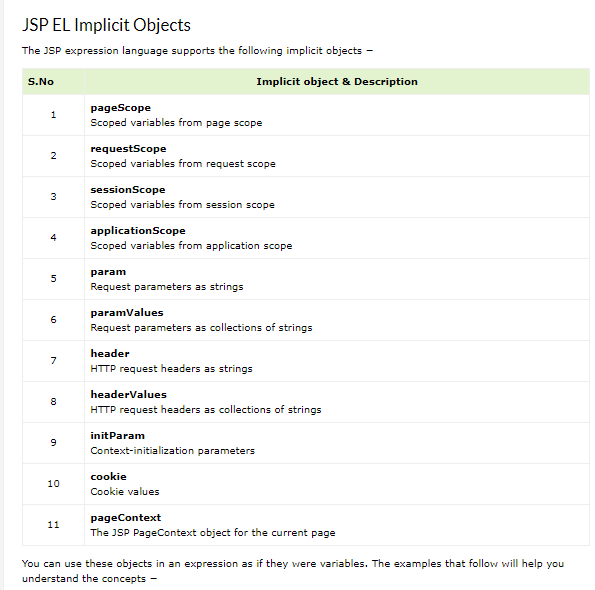 JSP EL Implicit Objects
The JSP expression language supports the following implicit objects −
S.No Implicit object & Description
1
pageScope
Scoped variables from page scope
2
requestScope
Scoped variables from request scope
3
sessionScope
Scoped variables from session scope
4
applicationScope
Scoped variables from application scope
5
param
Request parameters as strings
6
paramValues
Request parameters as collections of strings
7
header
HTTP request headers as strings
8
headerValues
HTTP request headers as collections of strings
9
initParam
Context-initialization parameters
10
cookie
Cookie values
11
pageContext
The JSP PageContext object for the current page
You can use these objects in an expression as if they were variables. The examples that follow will help you
understand the concepts −